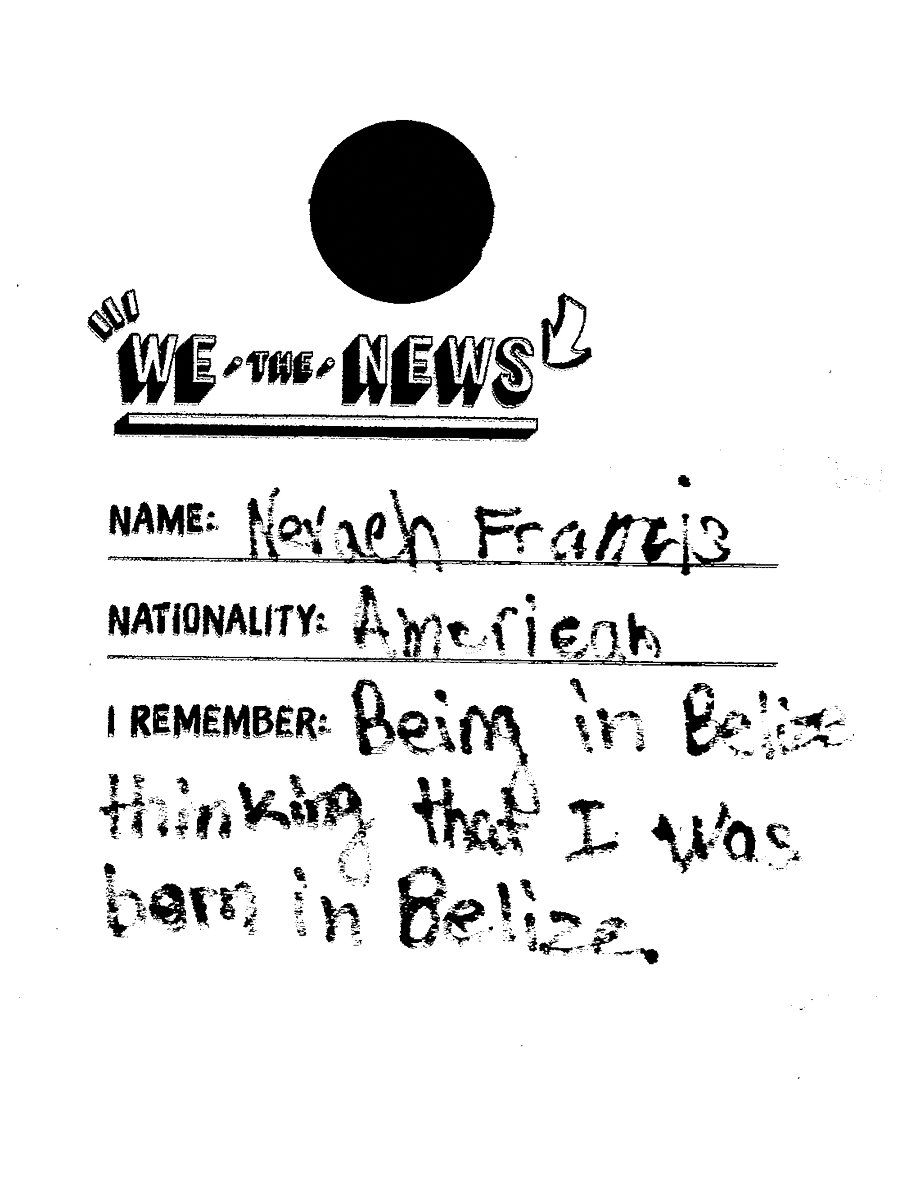 WE THE NEWS
NAME: Nevaeh Francis
NATIONALITY: American
I REMEMBER: Being in Belize
thinking that I was
born in Belize.